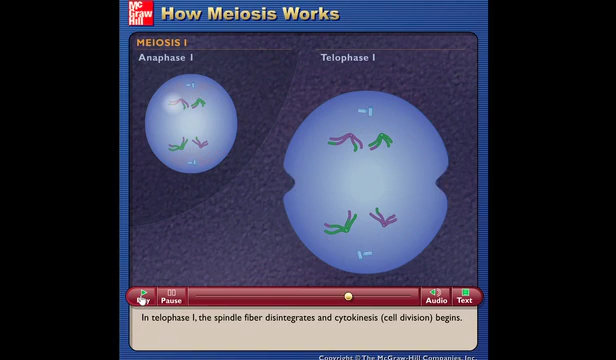 Mc
Graw
Hill
How Meiosis Works
MEIOSIS I
Anaphase I
Telophase I
Pause
Audio
Text
In telophase I, the spindle fiber disintegrates and cytokinesis (cell division) begins.
Copyright © The McGraw-Hill Companies, Inc.